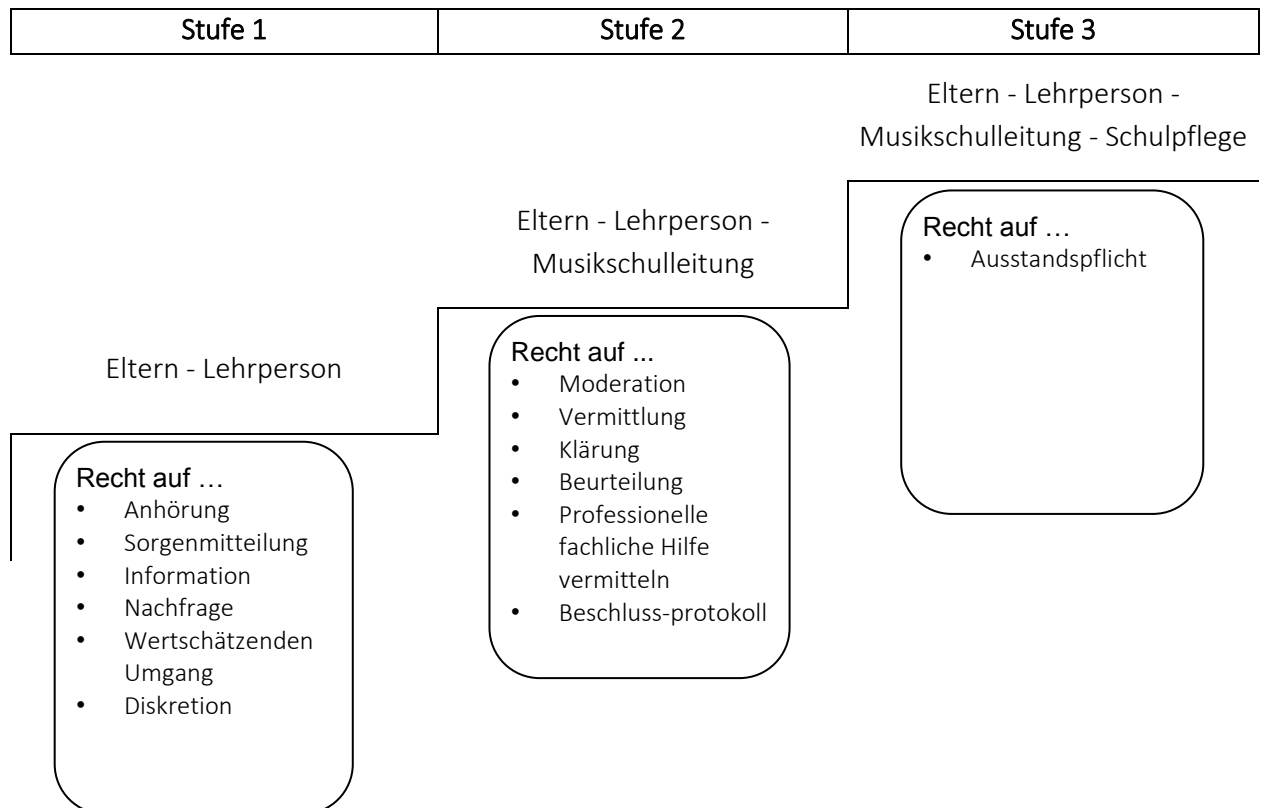 Stufe 1
Stufe 2
Stufe 3
Eltern - Lehrperson -
Musikschulleitung - Schulpflege
Recht auf …
• Ausstandspflicht
Eltern - Lehrperson -
Musikschulleitung
Recht auf ...
• Moderation
• Vermittlung
• Klärung
• Beurteilung
• Professionelle
fachliche Hilfe
vermitteln
• Beschluss-protokoll
Eltern - Lehrperson
Recht auf …
• Anhörung
• Sorgenmitteilung
• Information
• Nachfrage
• Wertschätzenden
Umgang
• Diskretion